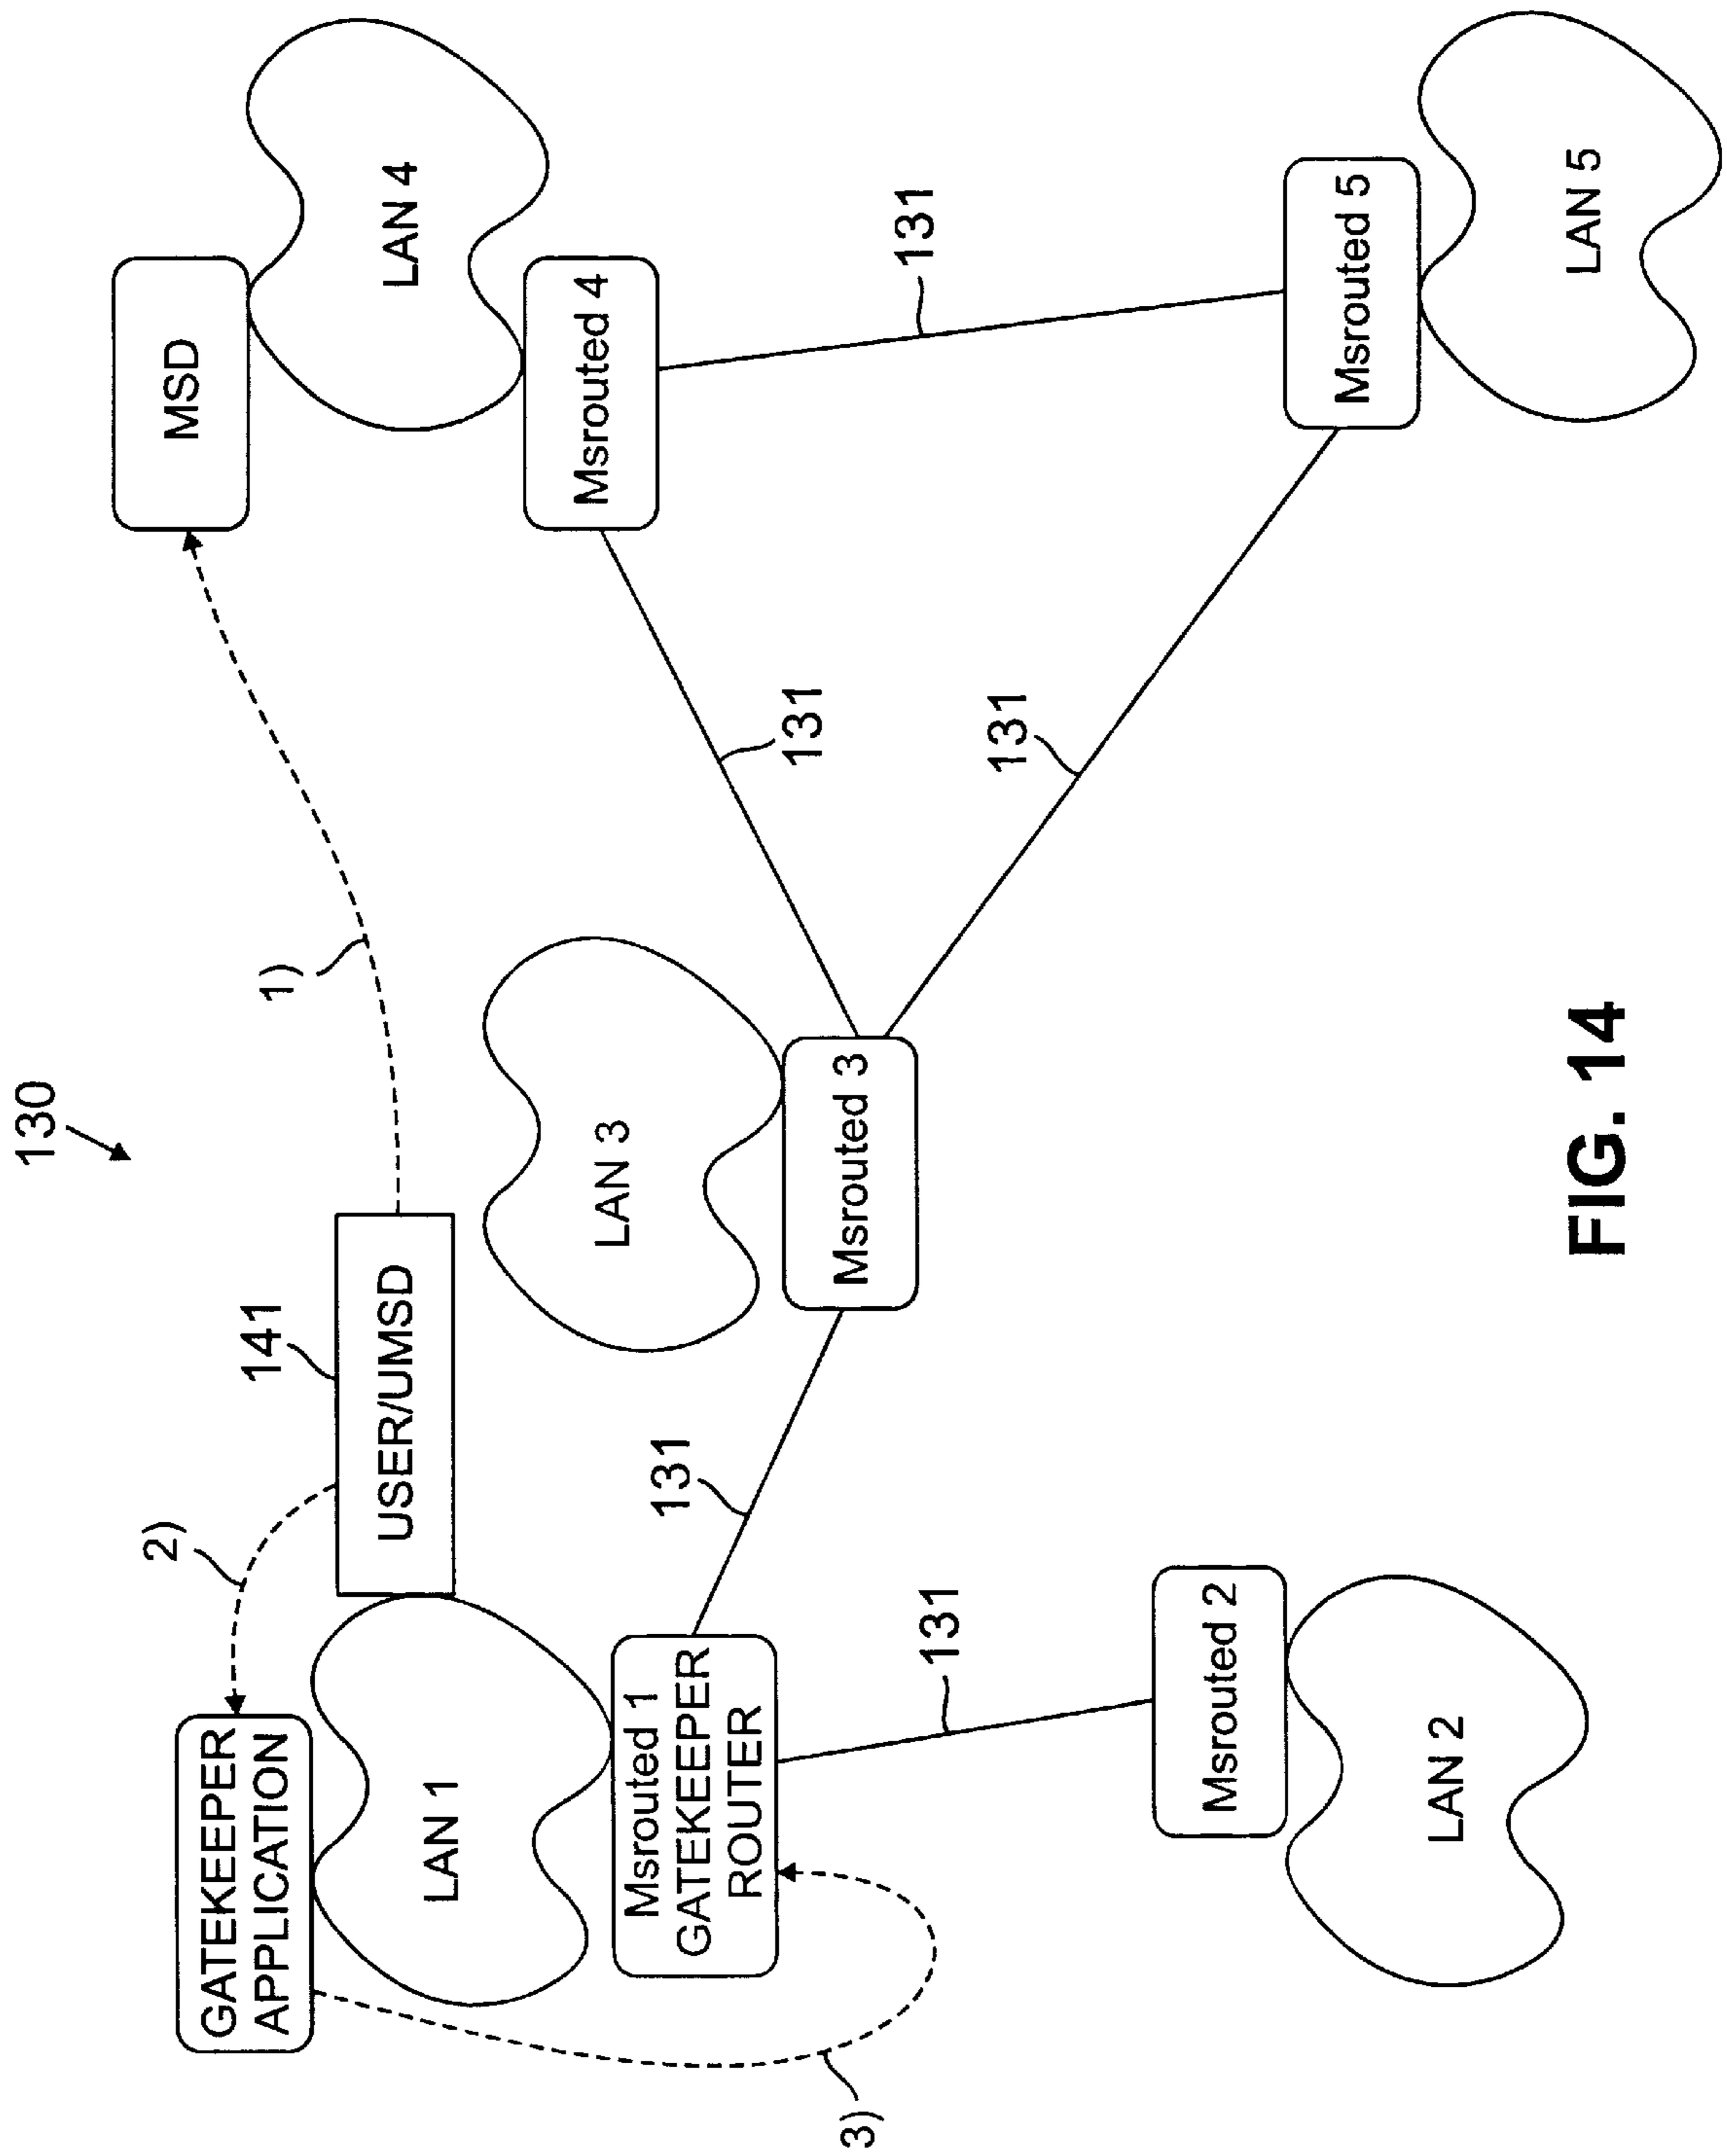 130
MSD
LAN 4
1)
141
2)
GATEKEEPER
APPLICATION
USER/UMSD
LAN 3
Msrouted 4
LAN 1
131
131
131
Msrouted 1
GATEKEEPER
ROUTER
Msrouted 3
131
131
3)
Msrouted 2
LAN 2
Msrouted 5
LAN 5
FIG. 14